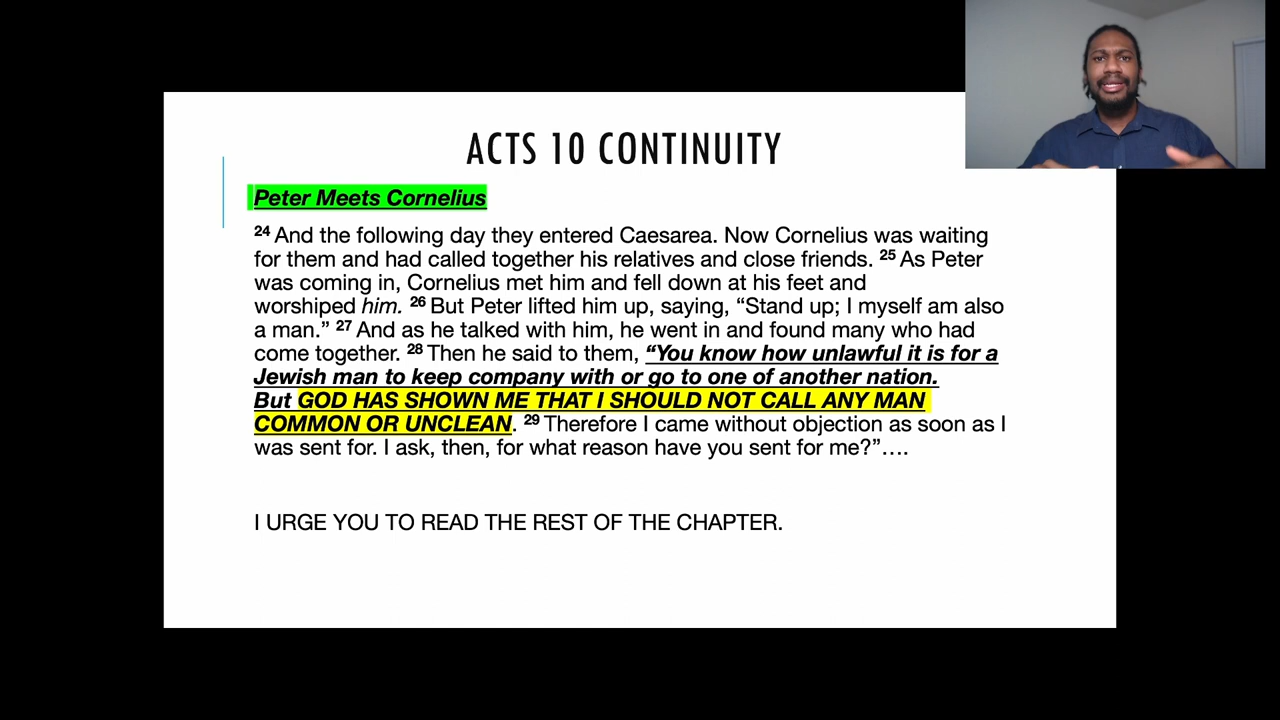 ACTS 10 CONTINUITY
Peter Meets Cornelius
24 And the following day they entered Caesarea. Now Cornelius was waiting
for them and had called together his relatives and close friends. 25 As Peter
was coming in, Cornelius met him and fell down at his feet and
worshiped him. 26 But Peter lifted him up, saying, “Stand up; I myself am also
a man.” 27 And as he talked with him, he went in and found many who had
come together. 28 Then he said to them, “You know how unlawful it is for a
Jewish man to keep company with or go to one of another nation.
But GOD HAS SHOWN ME THAT I SHOULD NOT CALL ANY MAN
COMMON OR UNCLEAN. 29 Therefore I came without objection as soon as I
was sent for. I ask, then, for what reason have you sent for me?”….
I URGE YOU TO READ THE REST OF THE CHAPTER.